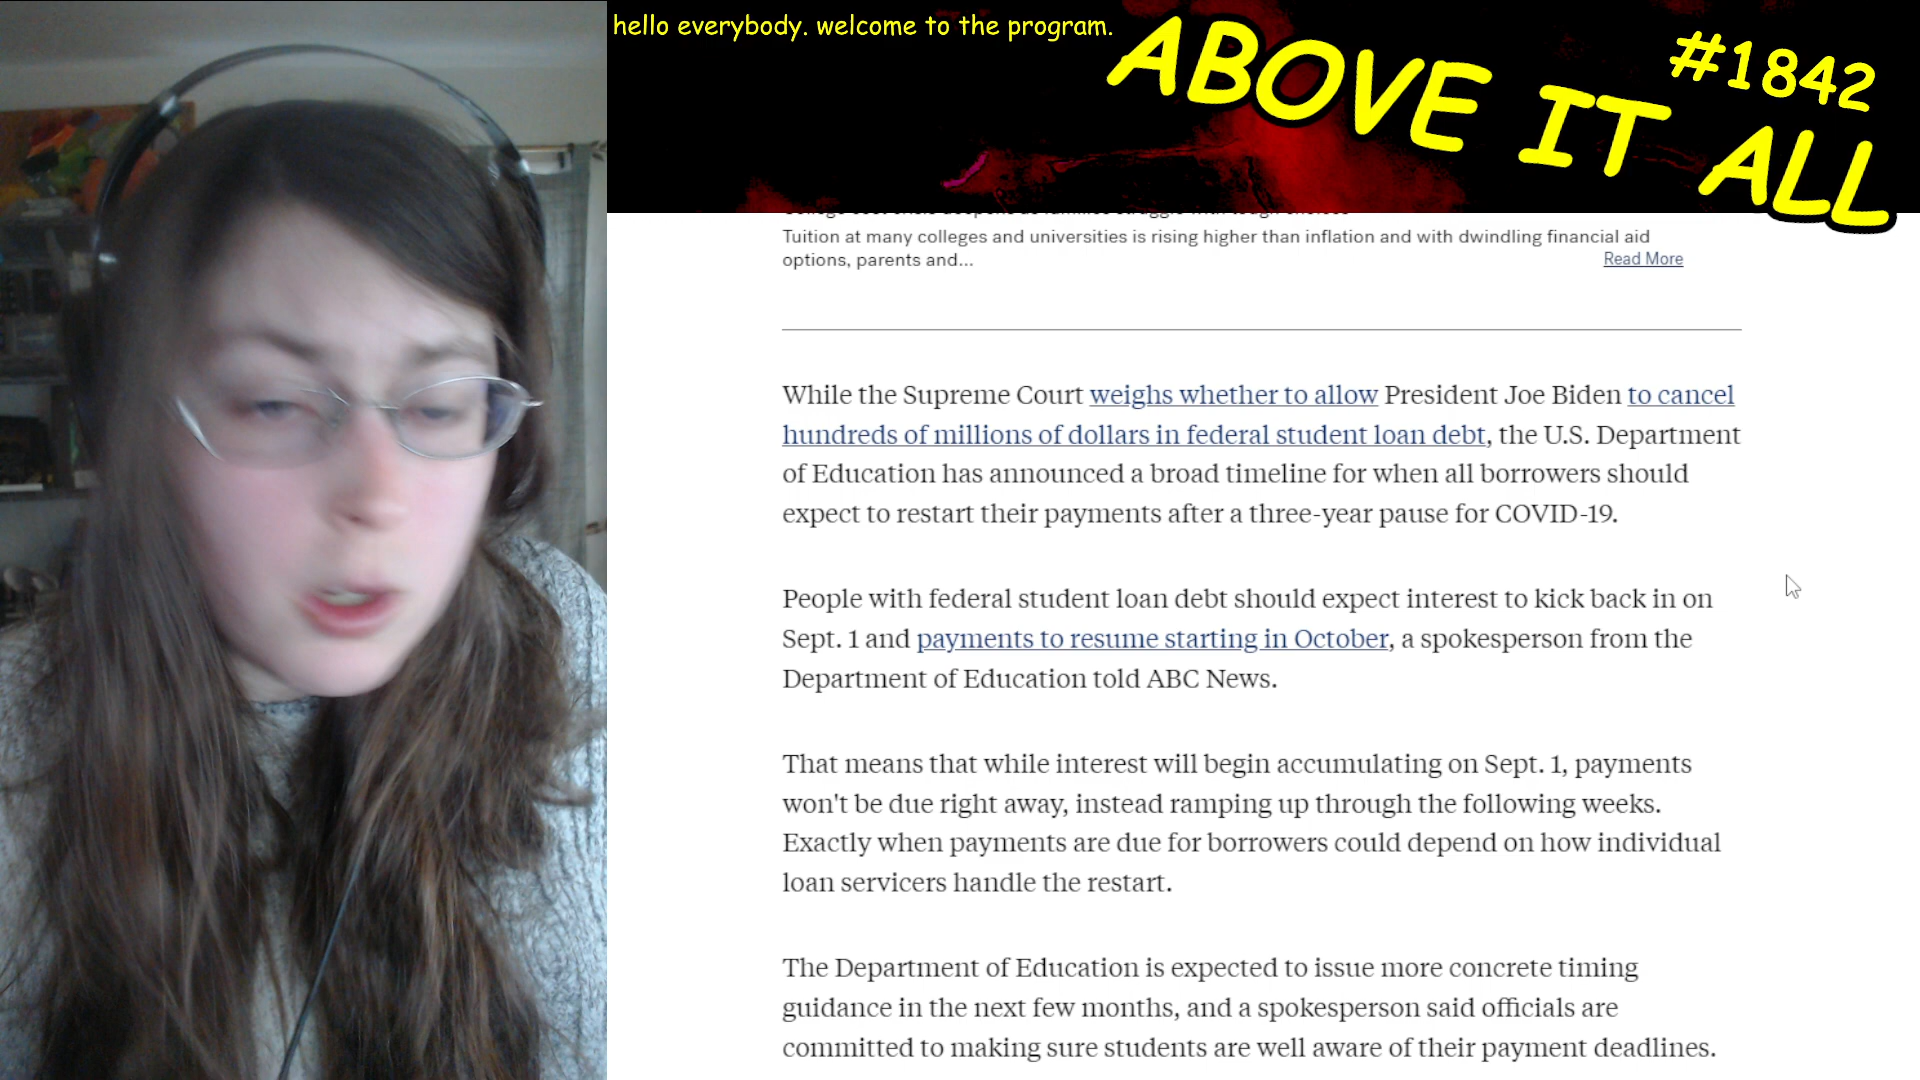 hello everybody. welcome to the program.
ABOVE IT ALL
#1842
Tuition at many colleges and universities is rising higher than inflation and with dwindling financial aid
options, parents and...
Read More
While the Supreme Court weighs whether to allow President Joe Biden to cancel
hundreds of millions of dollars in federal student loan debt, the U.S. Department
of Education has announced a broad timeline for when all borrowers should
expect to restart their payments after a three-year pause for COVID-19.
People with federal student loan debt should expect interest to kick back in on
Sept. 1 and payments to resume starting in October, a spokesperson from the
Department of Education told ABC News.
That means that while interest will begin accumulating on Sept. 1, payments
won't be due right away, instead ramping up through the following weeks.
Exactly when payments are due for borrowers could depend on how individual
loan servicers handle the restart.
The Department of Education is expected to issue more concrete timing
guidance in the next few months, and a spokesperson said officials are
committed to making sure students are well aware of their payment deadlines.